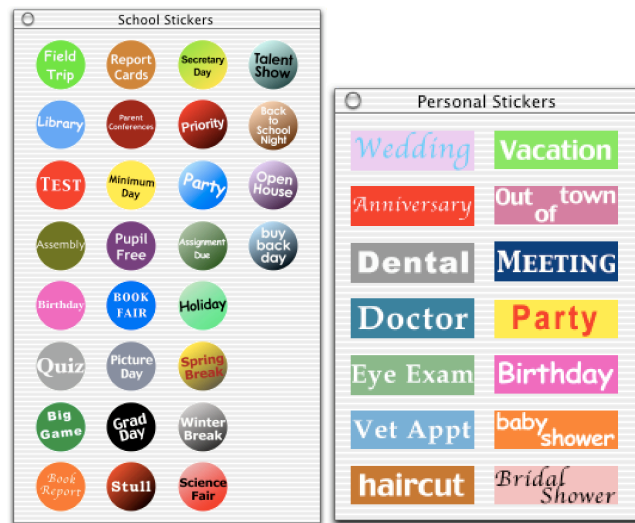 School Stickers
Field
Trip
Report
Cards
Secretary
Day
Talent
Show
Library
Parent
Conferences
Priority
Back
to
School
Night
TEST
Minimum
Day
Party
Open
House
Assembly
Pupil
Free
Assignment
Due
buy
back
day
Birthday
BOOK
FAIR
Holiday
Quiz
Picture
Day
Spring
Break
Big
Game
Grad
Day
Winter
Break
Book
Report
Stull
Science
Fair
Personal Stickers
Wedding
Vacation
Anniversary
Out town
of
Dental
MEETING
Doctor
Party
Eye Exam
Birthday
Vet Appt
baby
shower
haircut
Bridal
Shower